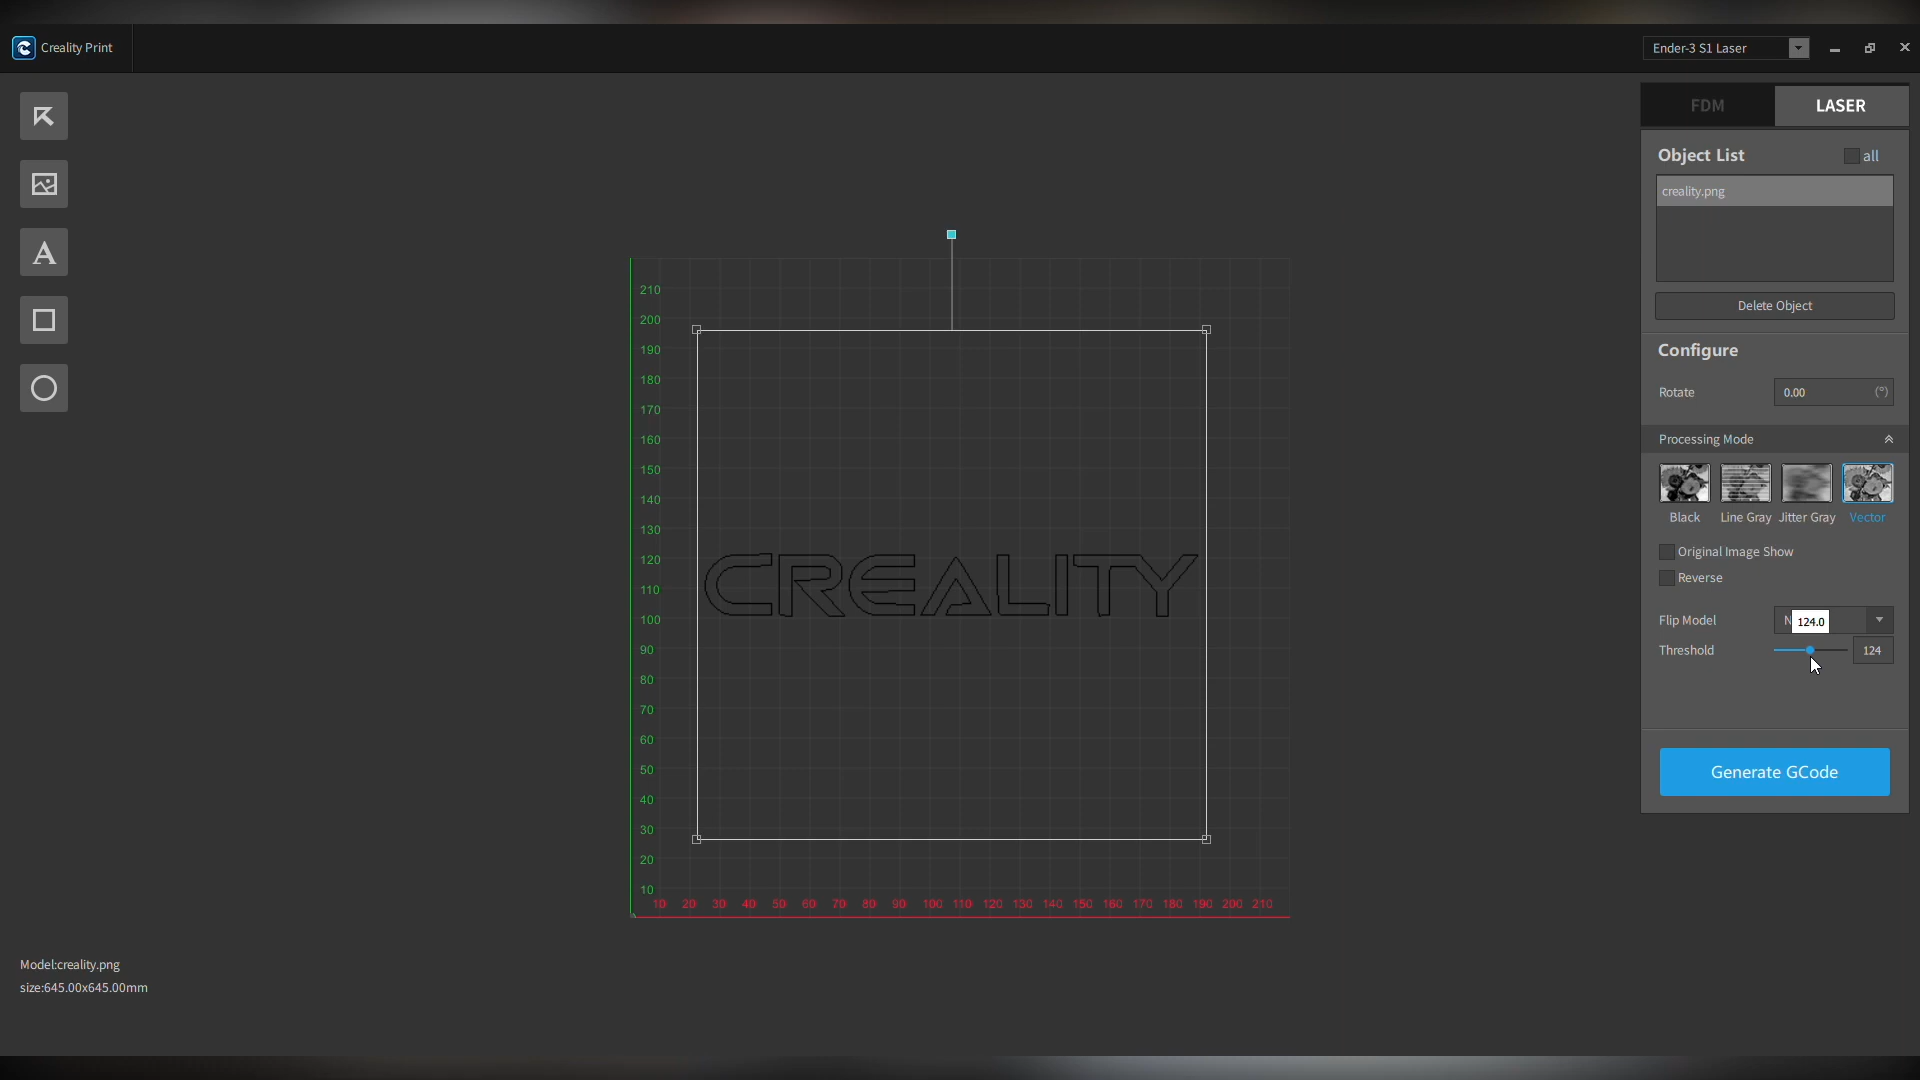 Creality Print
Ender-3 S1 Laser
FDM
LASER
Object List
all
creality.png
Delete Object
Configure
Rotate
0.00
(°)
Processing Mode
Black
Line Gray
Jitter Gray
Vector
Original Image Show
Reverse
Flip Model
N
124.0
Threshold
124
Generate GCode
210
200
190
180
170
160
150
140
130
120
110
100
90
80
70
60
50
40
30
20
10
CREALITY
10 20 30 40 50 60 70 80 90 100 110 120 130 140 150 160 170 180 190 200 210
Model:creality.png
size:645.00x645.00mm